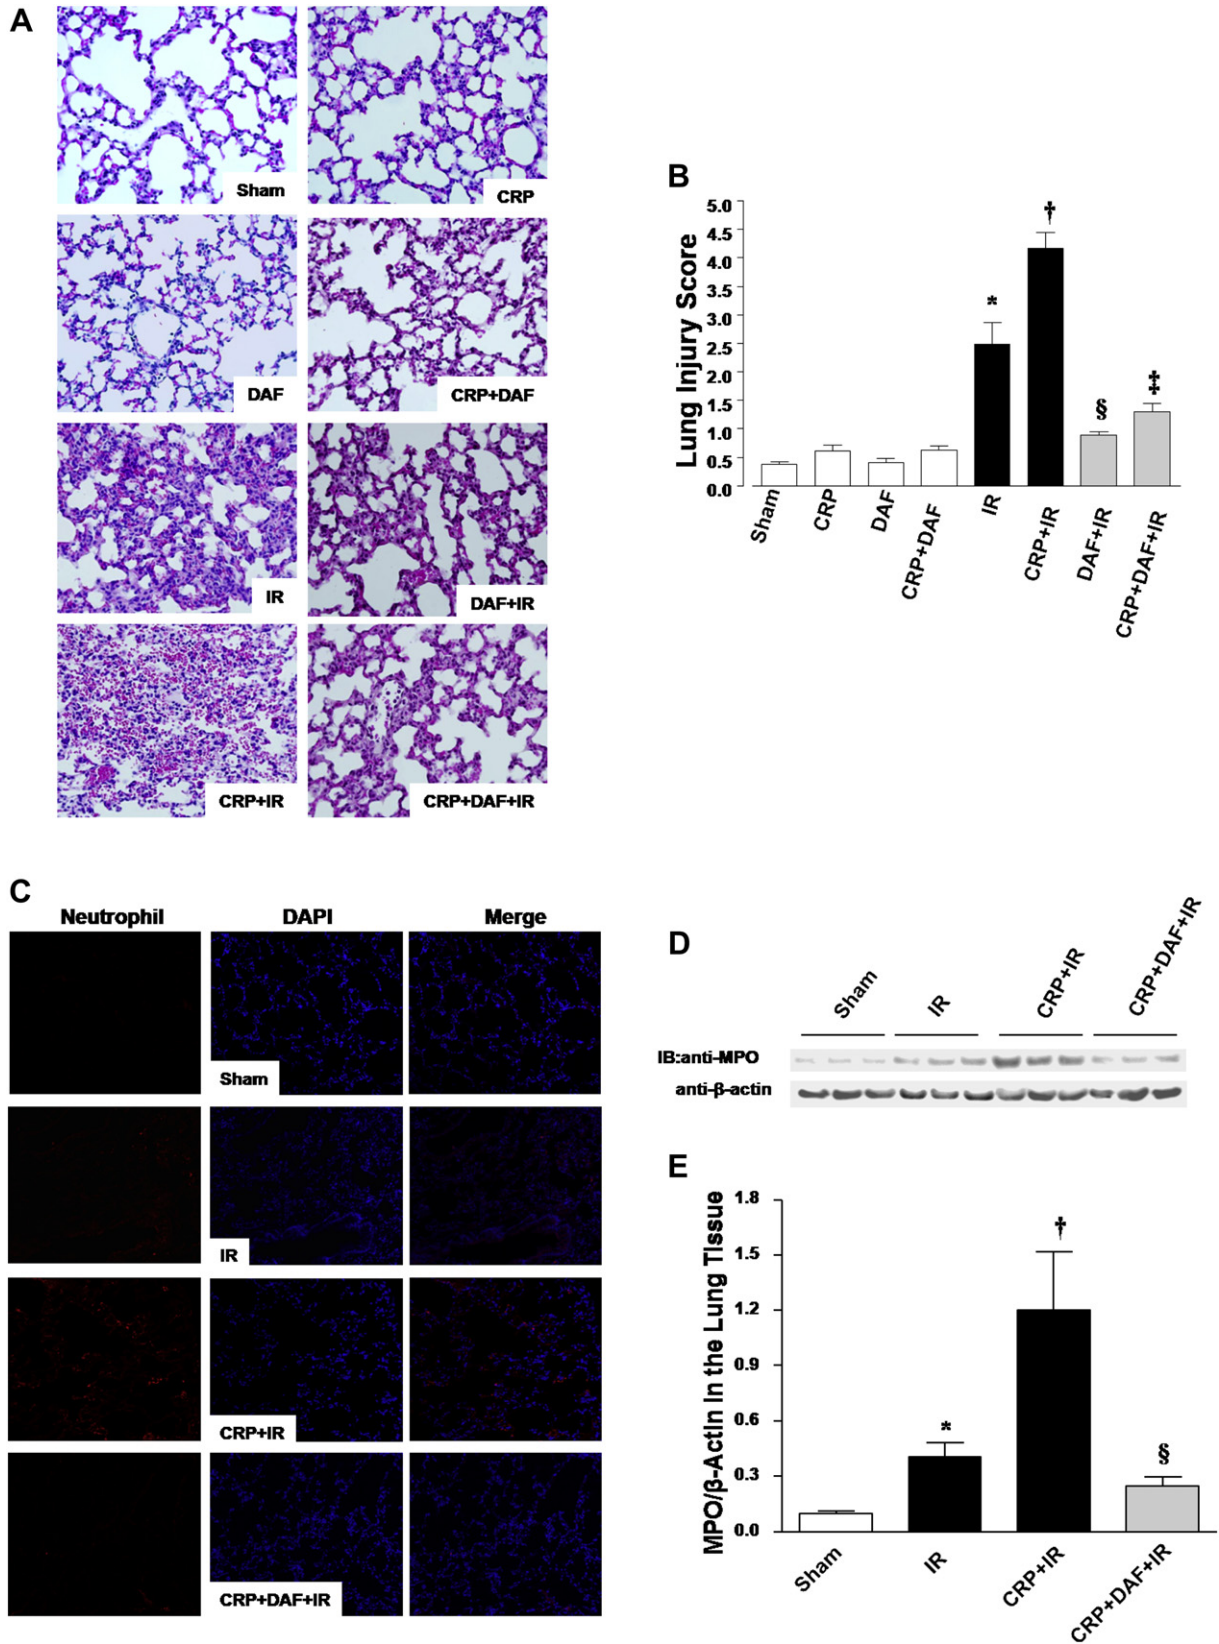 A
Sham
CRP
DAF
CRP+DAF
IR
DAF+IR
CRP+IR
CRP+DAF+IR
B
Lung Injury Score
5.0
4.5
4.0
3.5
3.0
2.5
2.0
1.5
1.0
0.5
0.0
*
†
§
‡
Sham
CRP
DAF
CRP+DAF
IR
CRP+IR
DAF+IR
CRP+DAF+IR
C
Neutrophil DAPI Merge
Sham
IR
CRP+IR
CRP+DAF+IR
D
Sham
IR
CRP+IR
CRP+DAF+IR
IB:anti-MPO
anti-β-actin
E
MPO/β-Actin in the Lung Tissue
1.8
1.5
1.2
0.9
0.6
0.3
0.0
*
†
§
Sham
IR
CRP+IR
CRP+DAF+IR